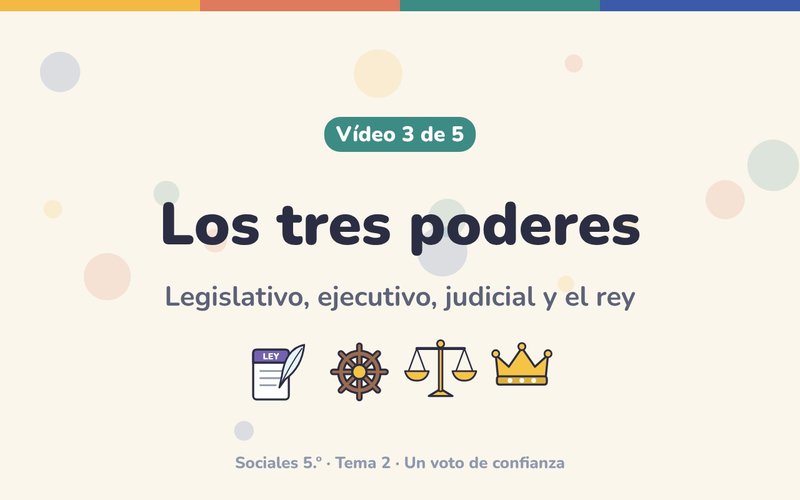 Vídeo 3 de 5
Los tres poderes
Legislativo, ejecutivo, judicial y el rey
LEY
Sociales 5.º · Tema 2 · Un voto de confianza